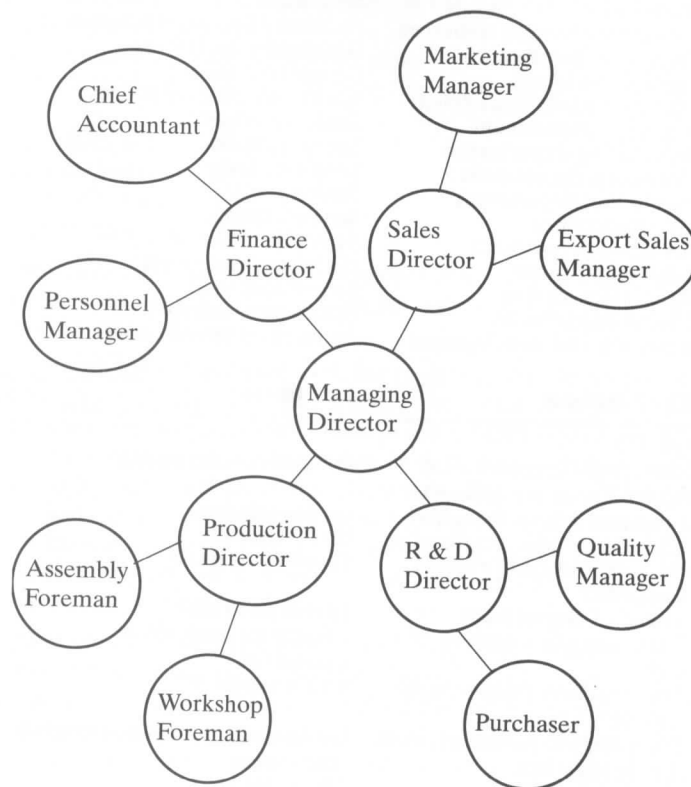 Marketing
Manager
Chief
Accountant
Sales
Director
Finance
Director
Export Sales
Manager
Personnel
Manager
Managing
Director
Production
Director
R & D
Director
Quality
Manager
Assembly
Foreman
Workshop
Foreman
Purchaser